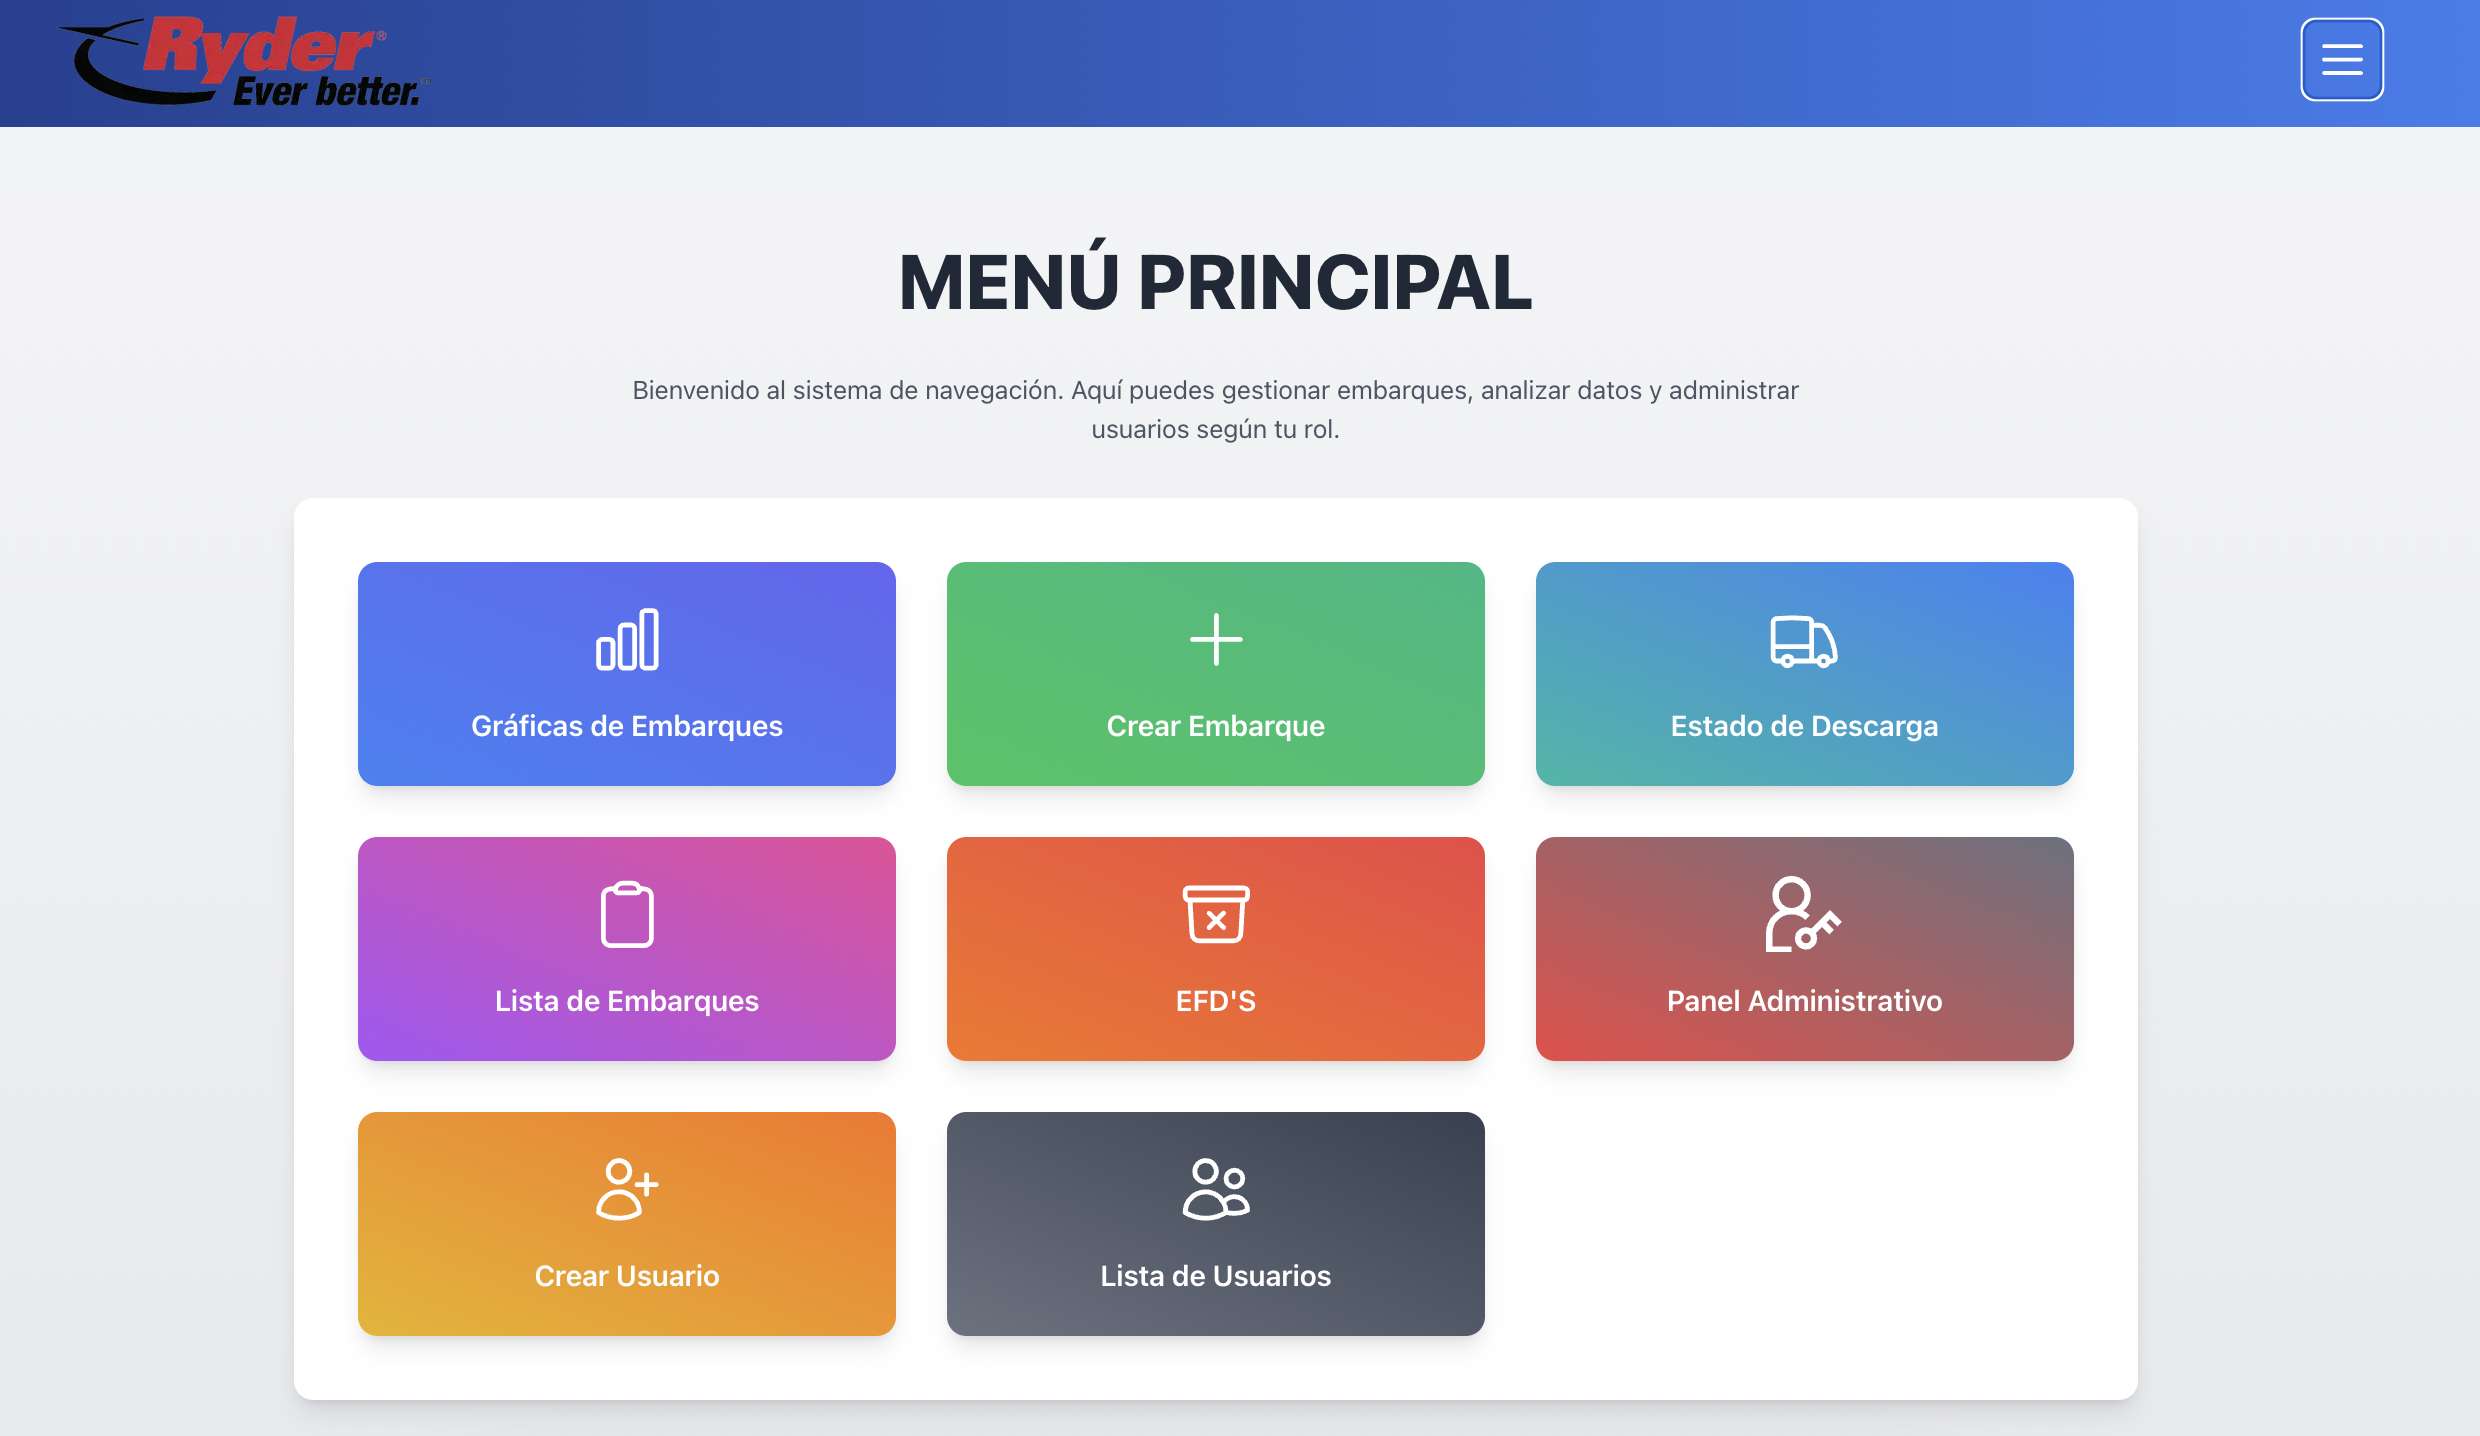 Ryder®
Ever better.™
MENÚ PRINCIPAL
Bienvenido al sistema de navegación. Aquí puedes gestionar embarques, analizar datos y administrar
usuarios según tu rol.
Gráficas de Embarques
Crear Embarque
Estado de Descarga
Lista de Embarques
EFD'S
Panel Administrativo
Crear Usuario
Lista de Usuarios